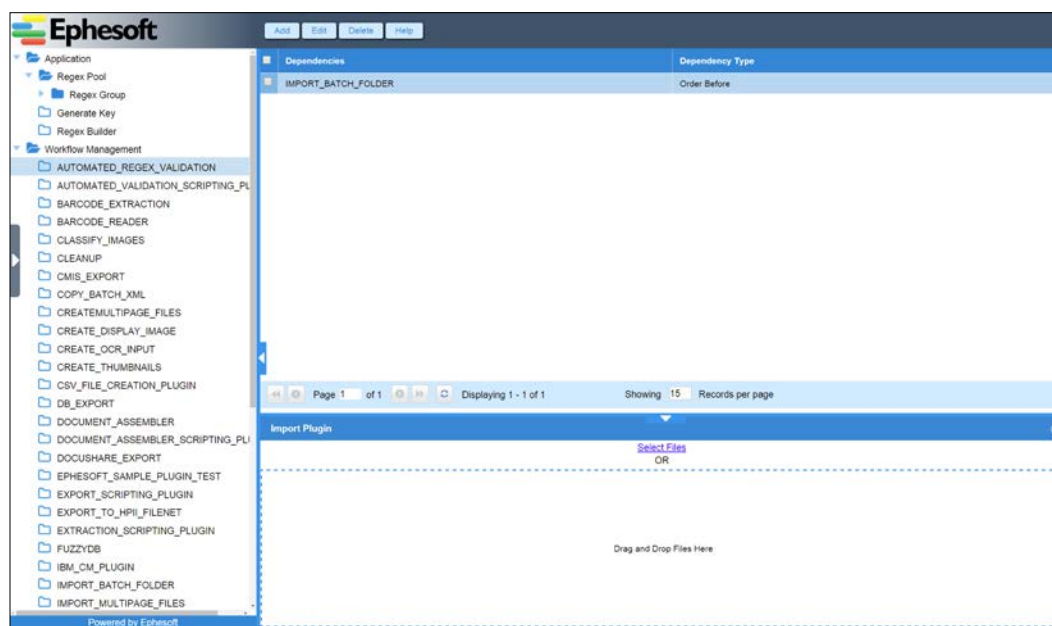 Ephesoft
Add Edit Delete Help
Application
Regex Pool
Regex Group
Generate Key
Regex Builder
Workflow Management
AUTOMATED_REGEX_VALIDATION
AUTOMATED_VALIDATION_SCRIPTING_PL
BARCODE_EXTRACTION
BARCODE_READER
CLASSIFY_IMAGES
CLEANUP
CMIS_EXPORT
COPY_BATCH_XML
CREATEMULTIPAGE_FILES
CREATE_DISPLAY_IMAGE
CREATE_OCR_INPUT
CREATE_THUMBNAILS
CSV_FILE_CREATION_PLUGIN
DB_EXPORT
DOCUMENT_ASSEMBLER
DOCUMENT_ASSEMBLER_SCRIPTING_PL
DOCUSHARE_EXPORT
EPHESOFT_SAMPLE_PLUGIN_TEST
EXPORT_SCRIPTING_PLUGIN
EXPORT_TO_HPII_FILENET
EXTRACTION_SCRIPTING_PLUGIN
FUZZYDB
IBM_CM_PLUGIN
IMPORT_BATCH_FOLDER
IMPORT_MULTIPAGE_FILES
Powered by Ephesoft
Dependencies Dependency Type
IMPORT_BATCH_FOLDER Order Before
Page 1 of 1 Displaying 1 - 1 of 1 Showing 15 Records per page
Import Plugin
Select Files
OR
Drag and Drop Files Here